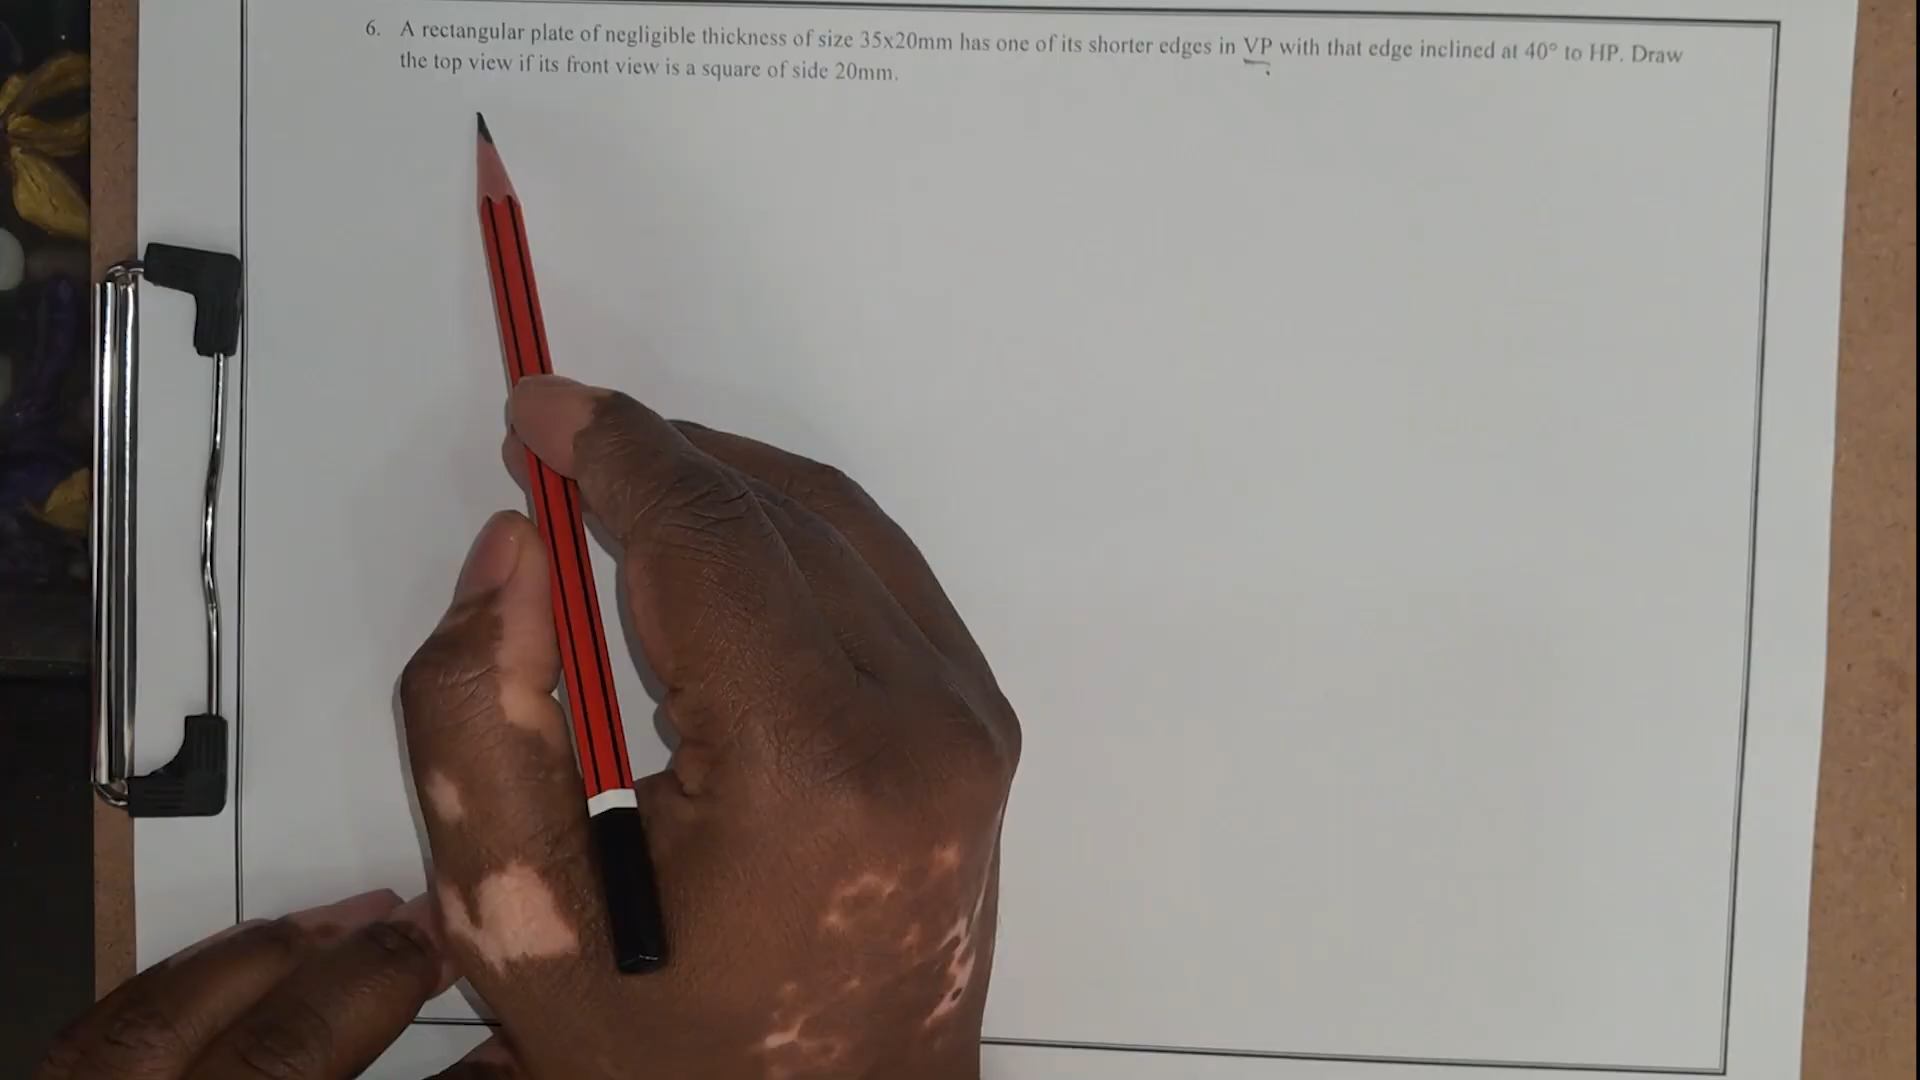 6. A rectangular plate of negligible thickness of size 35x20mm has one of its shorter edges in VP with that edge inclined at 40° to HP. Draw
the top view if its front view is a square of side 20mm.